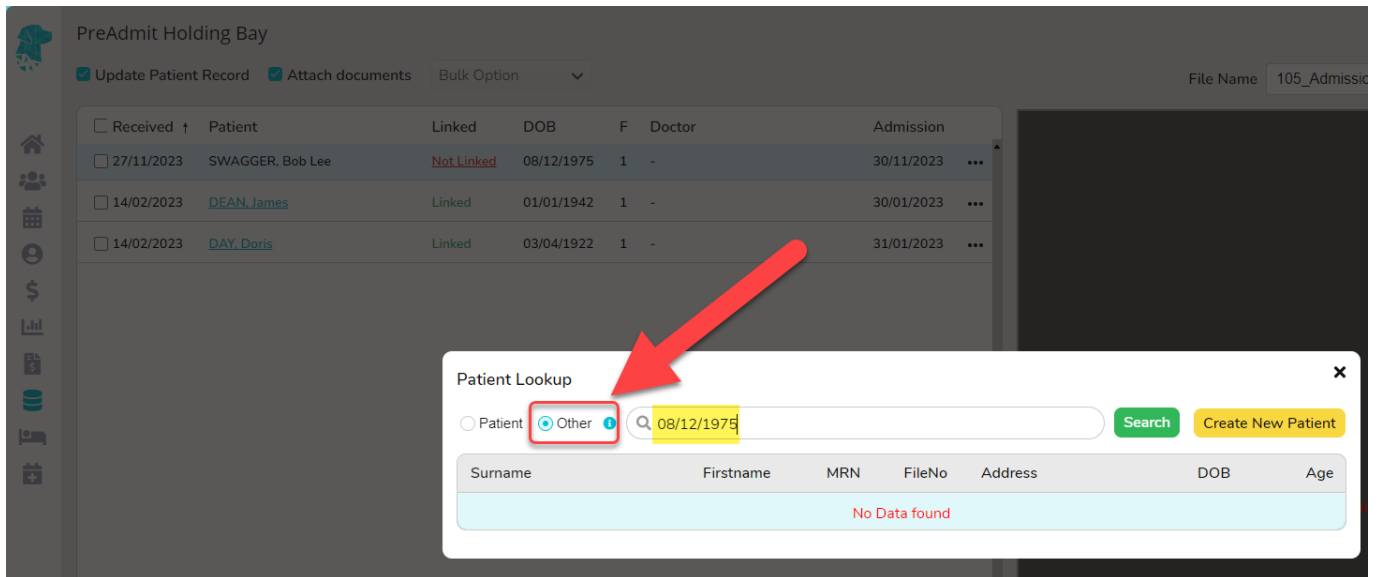 PreAdmit Holding Bay
Update Patient Record Attach documents Bulk Option
File Name 105_Admissic
Received ↑ Patient Linked DOB F Doctor Admission
27/11/2023 SWAGGER, Bob Lee Not Linked 08/12/1975 1 - 30/11/2023 •••
14/02/2023 DEAN, James Linked 01/01/1942 1 - 30/01/2023 •••
14/02/2023 DAY, Doris Linked 03/04/1922 1 - 31/01/2023 •••
Patient Lookup
Patient Other 08/12/1975 Search Create New Patient
Surname Firstname MRN FileNo Address DOB Age
No Data found